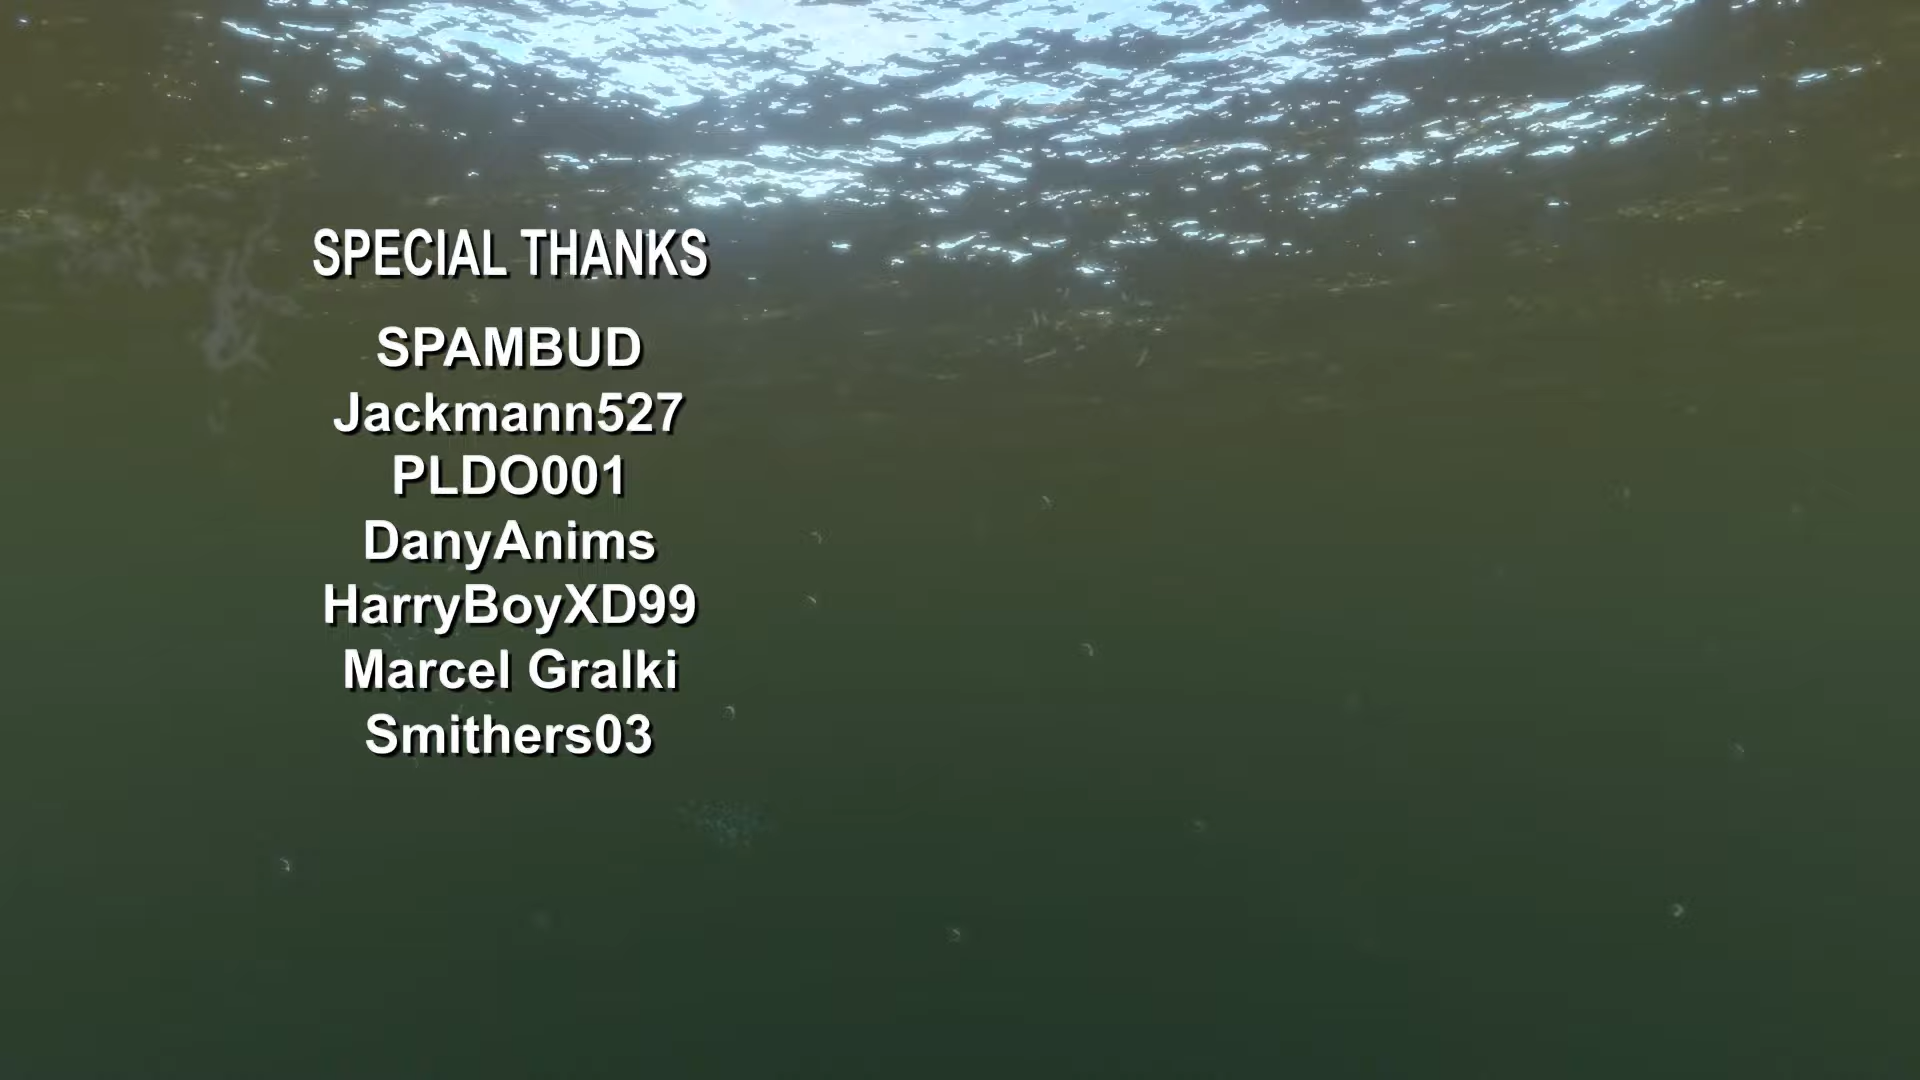 SPECIAL THANKS
SPAMBUD
Jackmann527
PLDO001
DanyAnims
HarryBoyXD99
Marcel Gralki
Smithers03